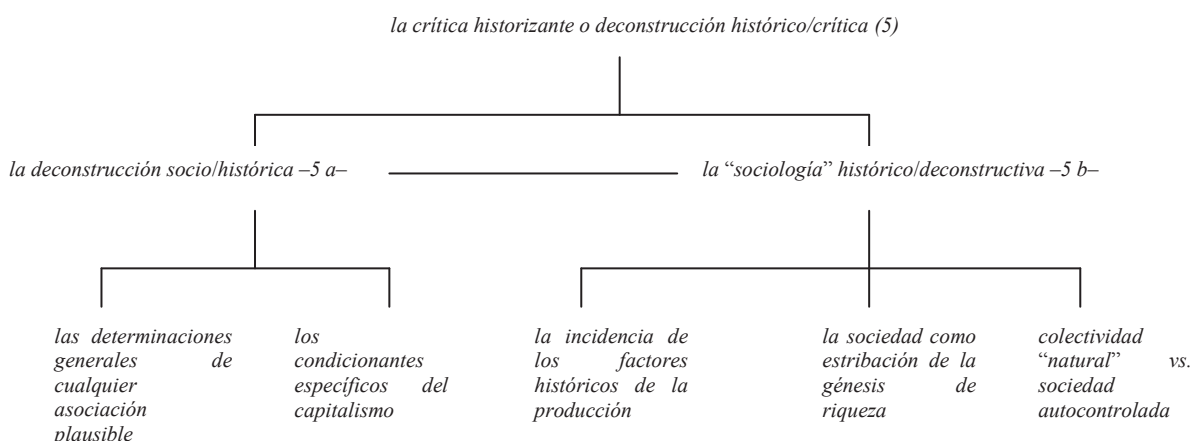 la crítica historizante o deconstrucción histórico/crítica (5)
la deconstrucción socio/histórica –5 a–
la “sociología” histórico/deconstructiva –5 b–
las determinaciones
generales de
cualquier
asociación
plausible
los
condicionantes
específicos del
capitalismo
la incidencia de
los factores
históricos de la
producción
la sociedad como
estribación de la
génesis de
riqueza
colectividad
“natural” vs.
sociedad
autocontrolada